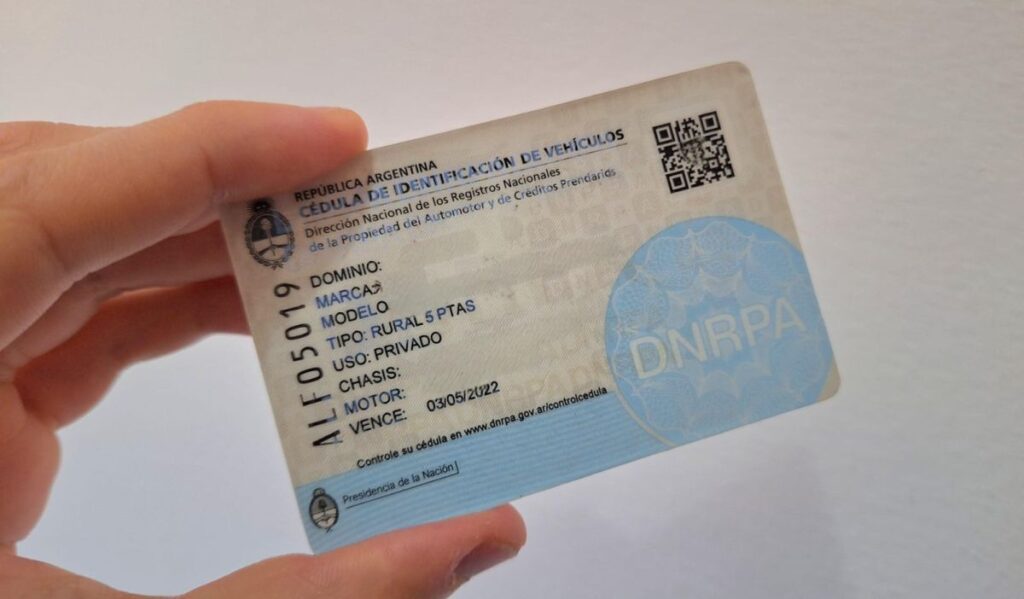 REPÚBLICA ARGENTINA
CÉDULA DE IDENTIFICACIÓN DE VEHÍCULOS
Dirección Nacional de los Registros Nacionales
de la Propiedad del Automotor y de Créditos Prendarios
ALF05019
DOMINIO:
MARCA:
MODELO
TIPO: RURAL 5 PTAS
USO: PRIVADO
CHASIS:
MOTOR:
VENCE: 03/05/2022
DNRPA
Controle su cédula en www.dnrpa.gov.ar/controlcedula
Presidencia de la Nación